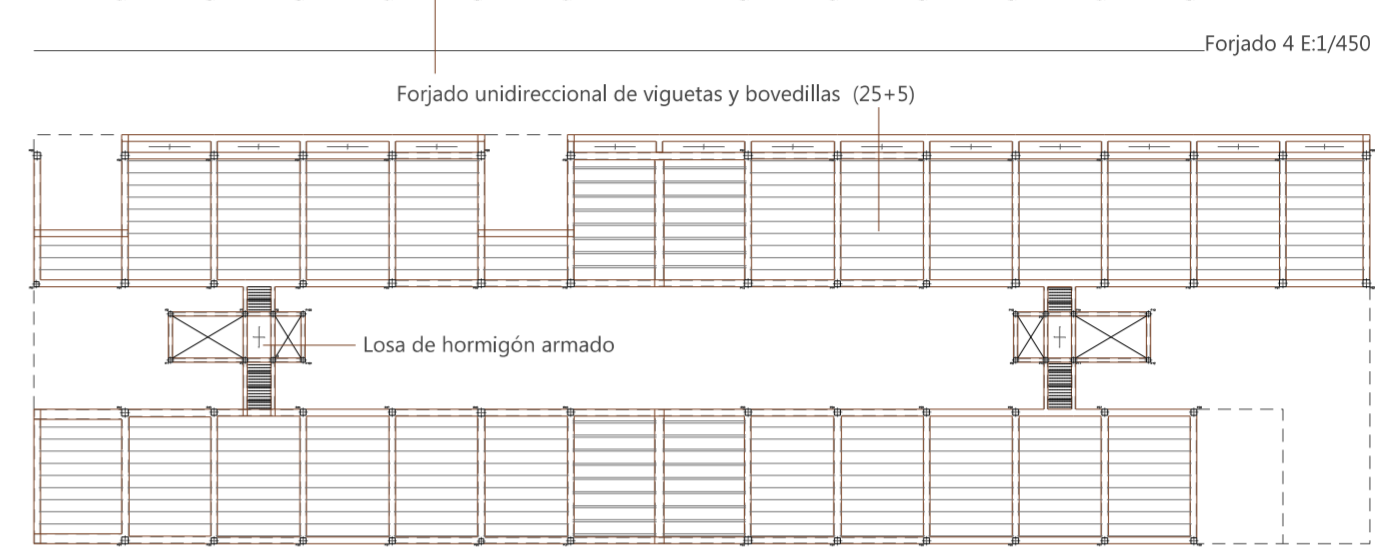 Forjado 4 E:1/450
Forjado unidireccional de viguetas y bovedillas (25+5)
Losa de hormigón armado